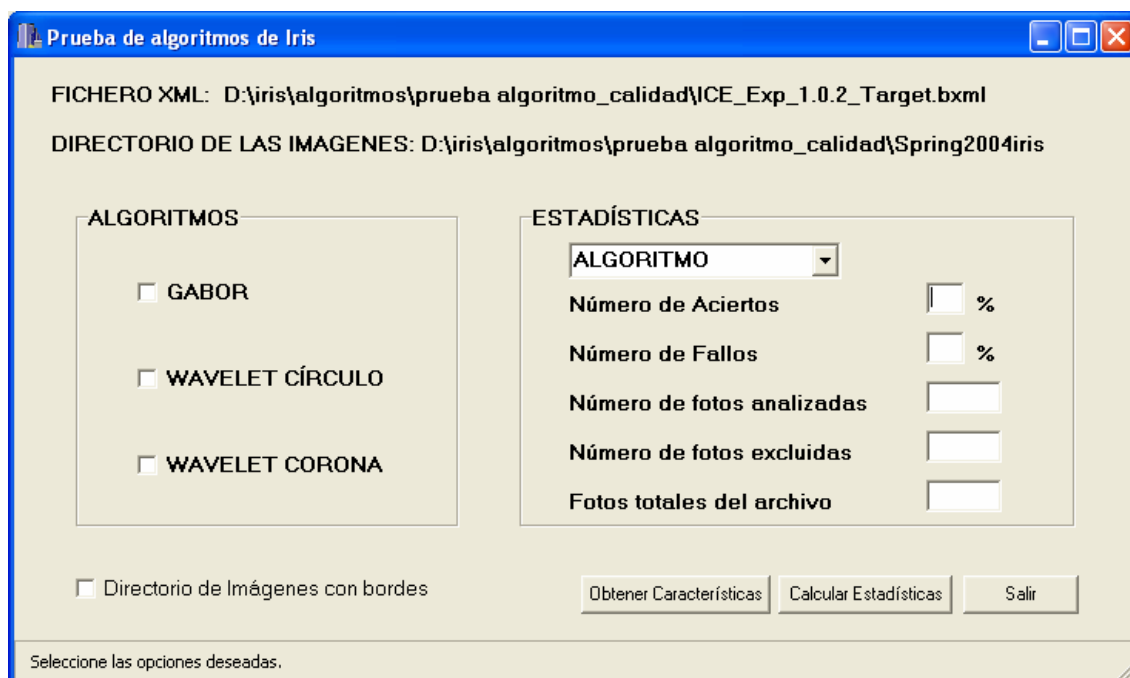 Prueba de algoritmos de Iris
FICHERO XML: D:\iris\algoritmos\prueba algoritmo_calidad\ICE_Exp_1.0.2_Target.bxml
DIRECTORIO DE LAS IMAGENES: D:\iris\algoritmos\prueba algoritmo_calidad\Spring2004iris
ALGORITMOS
GABOR
WAVELET CÍRCULO
WAVELET CORONA
ESTADÍSTICAS
ALGORITMO
Número de Aciertos %
Número de Fallos %
Número de fotos analizadas
Número de fotos excluidas
Fotos totales del archivo
Directorio de Imágenes con bordes
Obtener Características
Calcular Estadísticas
Salir
Seleccione las opciones deseadas.